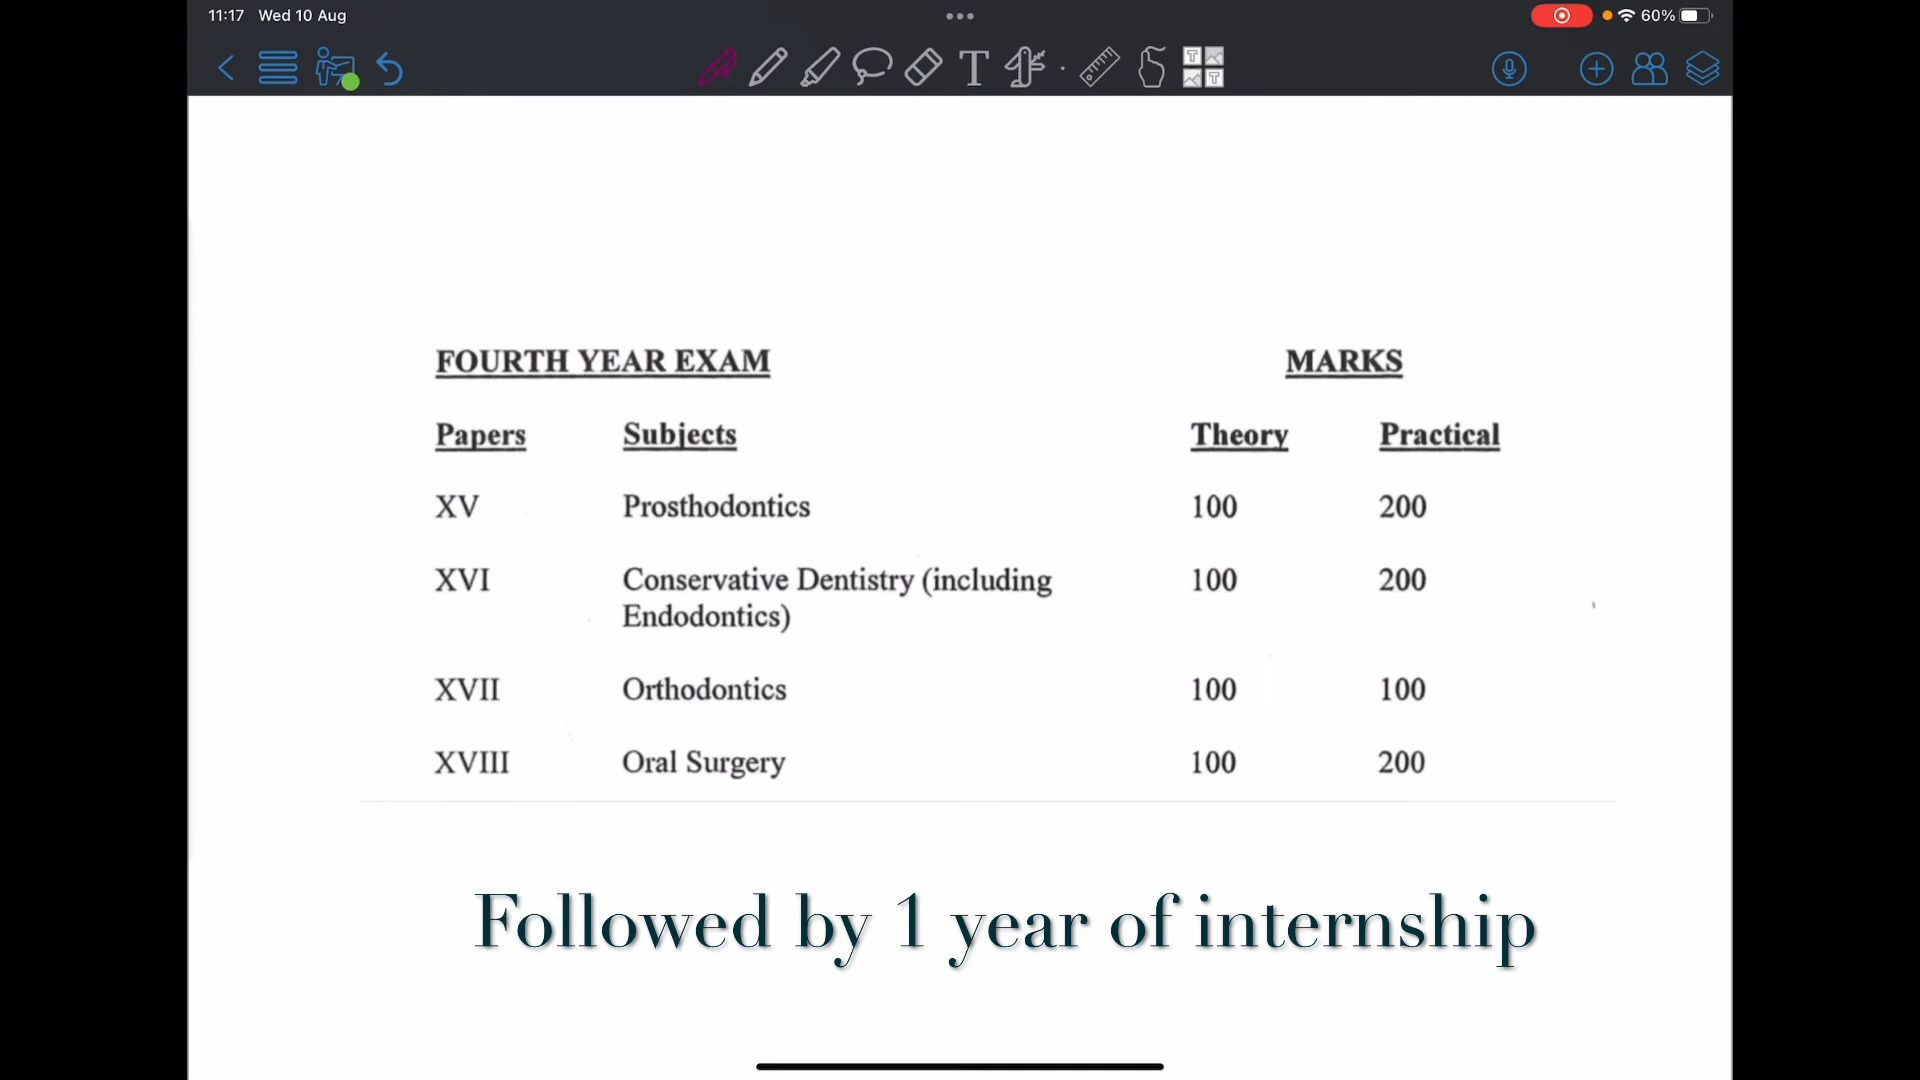 11:17 Wed 10 Aug
60%
FOURTH YEAR EXAM MARKS
Papers Subjects Theory Practical
XV Prosthodontics 100 200
XVI Conservative Dentistry (including 100 200
Endodontics)
XVII Orthodontics 100 100
XVIII Oral Surgery 100 200
Followed by 1 year of internship